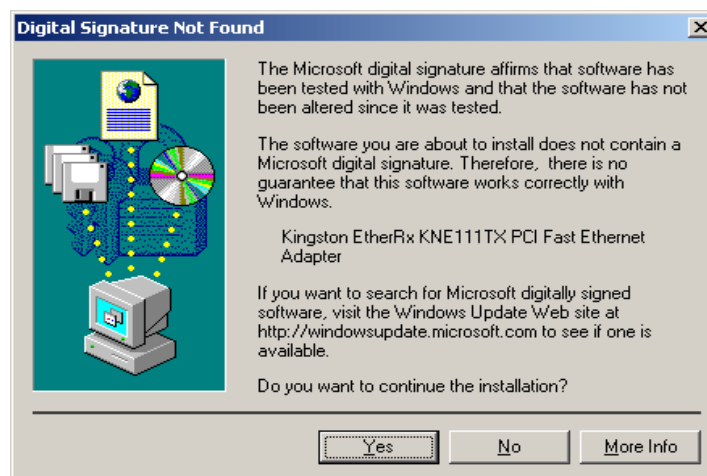 Digital Signature Not Found
The Microsoft digital signature affirms that software has
been tested with Windows and that the software has not
been altered since it was tested.
The software you are about to install does not contain a
Microsoft digital signature. Therefore,  there is no
guarantee that this software works correctly with
Windows.
Kingston EtherRx KNE111TX PCI Fast Ethernet
Adapter
If you want to search for Microsoft digitally signed
software, visit the Windows Update Web site at
http://windowsupdate.microsoft.com to see if one is
available.
Do you want to continue the installation?
Yes
No
More Info